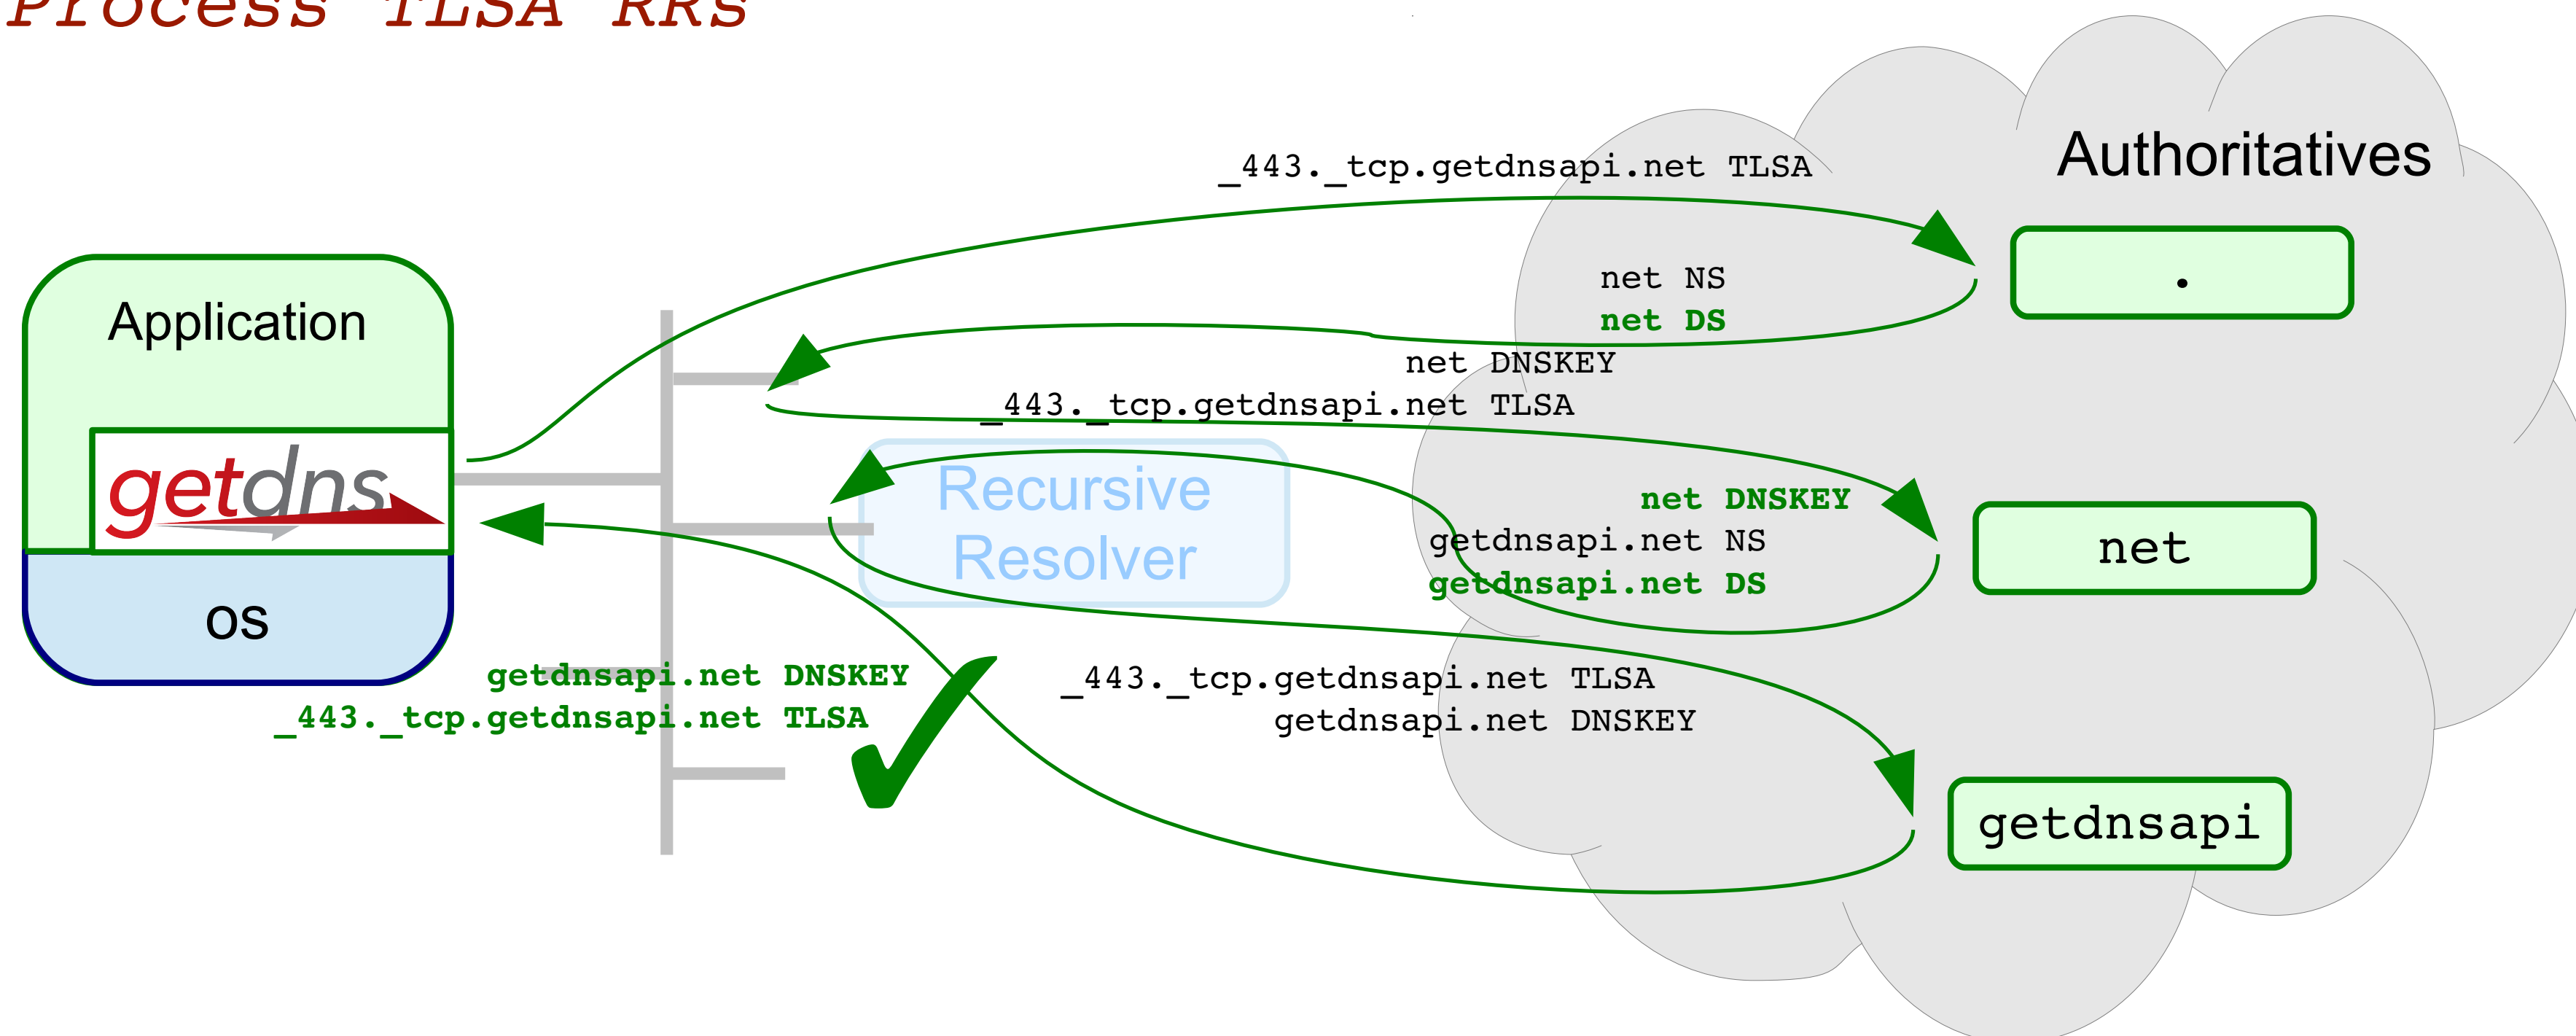 Process TLSA RRs
Authoritatives
_443._tcp.getdnsapi.net TLSA
.
net NS
net DS
Application
net DNSKEY
_443._tcp.getdnsapi.net TLSA
getdns
Recursive
Resolver
net DNSKEY
getdnsapi.net NS
getdnsapi.net DS
net
os
getdnsapi.net DNSKEY
_443._tcp.getdnsapi.net TLSA
_443._tcp.getdnsapi.net TLSA
getdnsapi.net DNSKEY
getdnsapi